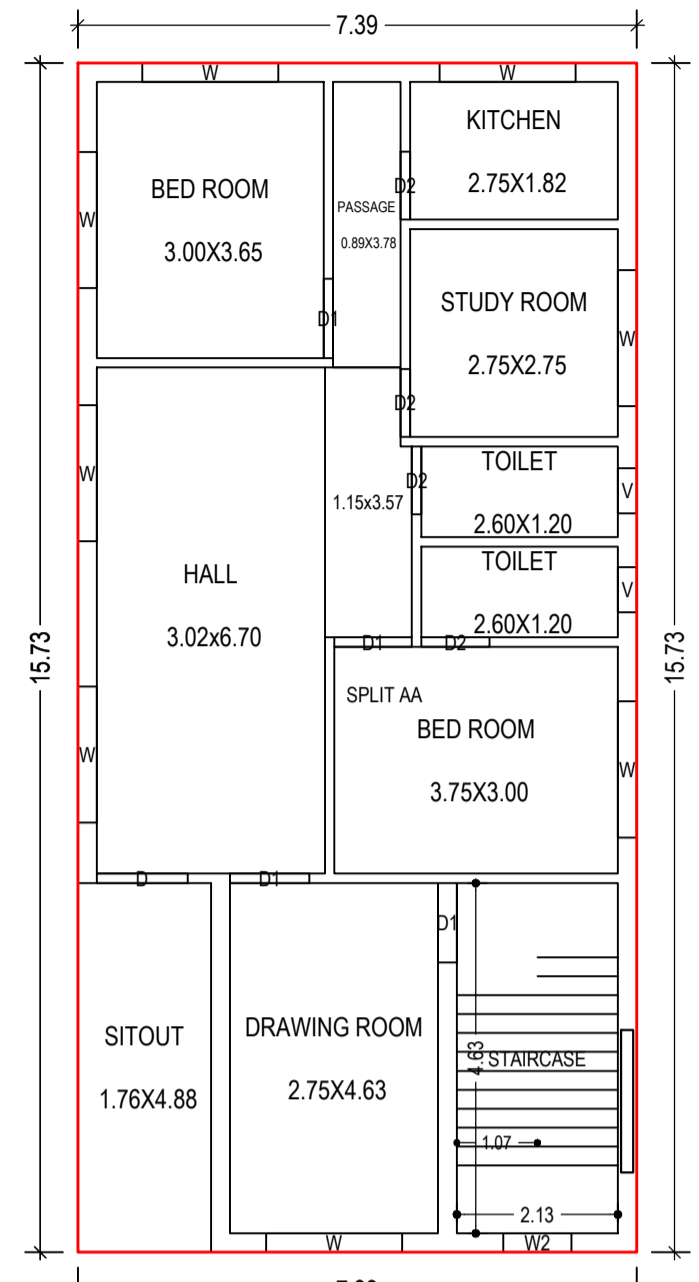 7.39
W
W
KITCHEN
2.75X1.82
BED ROOM
3.00X3.65
D2
PASSAGE
0.89X3.78
W
STUDY ROOM
2.75X2.75
D1
W
D2
TOILET
2.60X1.20
W
D2
V
1.15x3.57
HALL
3.02x6.70
TOILET
2.60X1.20
V
D1
D2
15.73
15.73
SPLIT AA
BED ROOM
3.75X3.00
W
W
D
D1
D1
SITOUT
1.76X4.88
DRAWING ROOM
2.75X4.63
4.63
STAIRCASE
1.07
2.13
W
W2